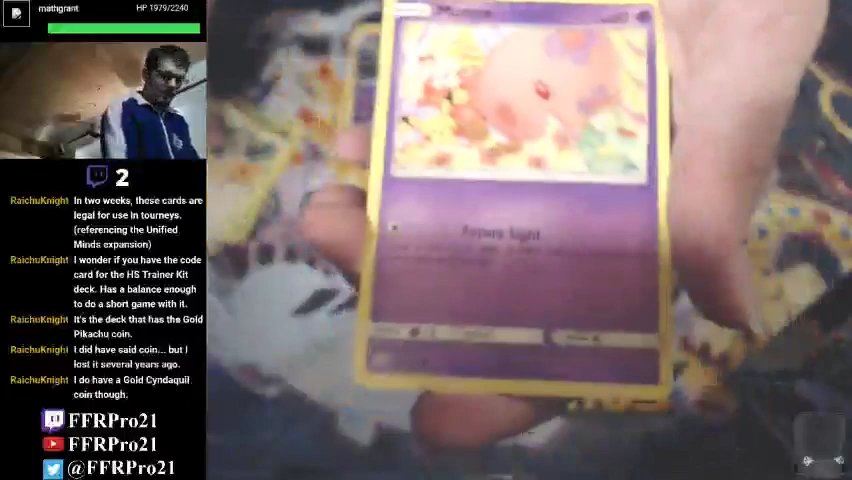 mathgrant HP 1979/2240
2
RaichuKnight In two weeks, these cards are
legal for use in tourneys.
(referencing the Unified
Minds expansion)
RaichuKnight I wonder if you have the code
card for the HS Trainer Kit
deck. Has a balance enough
to do a short game with it.
RaichuKnight It's the deck that has the Gold
Pikachu coin.
RaichuKnight I did have said coin... but I
lost it several years ago.
RaichuKnight I do have a Gold Cyndaquil
coin though.
FFRPro21
FFRPro21
@FFRPro21